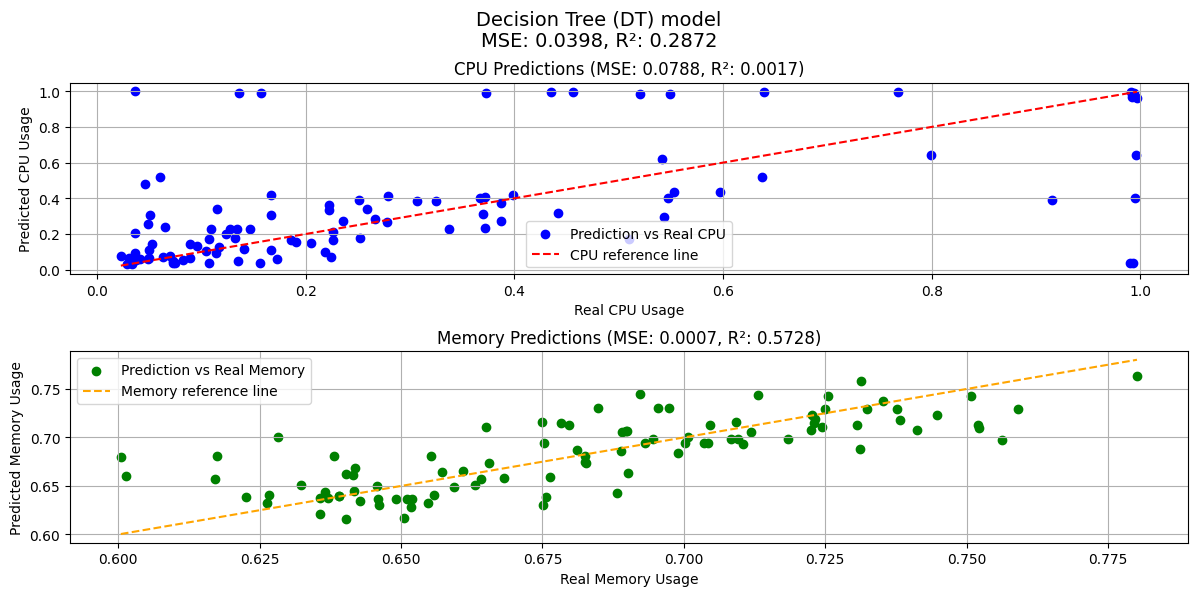 Decision Tree (DT) model
MSE: 0.0398, R²: 0.2872
CPU Predictions (MSE: 0.0788, R²: 0.0017)
Predicted CPU Usage
1.0
0.8
0.6
0.4
0.2
0.0
Prediction vs Real CPU
CPU reference line
0.0 0.2 0.4 0.6 0.8 1.0
Real CPU Usage
Memory Predictions (MSE: 0.0007, R²: 0.5728)
Predicted Memory Usage
0.75
0.70
0.65
0.60
Prediction vs Real Memory
Memory reference line
0.600 0.625 0.650 0.675 0.700 0.725 0.750 0.775
Real Memory Usage